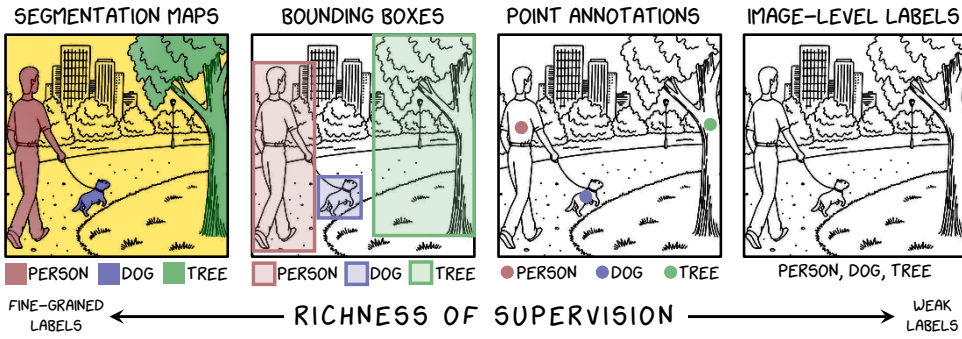 SEGMENTATION MAPS
BOUNDING BOXES
POINT ANNOTATIONS
IMAGE-LEVEL LABELS
PERSON DOG TREE
PERSON DOG TREE
PERSON DOG TREE
PERSON, DOG, TREE
FINE-GRAINED
LABELS
RICHNESS OF SUPERVISION
WEAK
LABELS